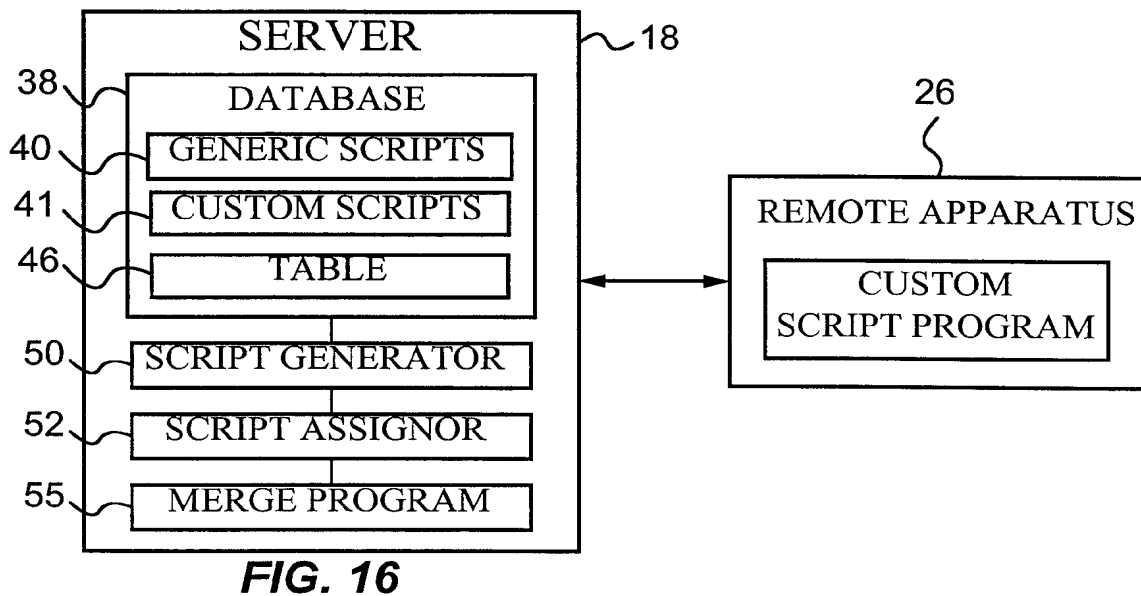 SERVER
18
38
DATABASE
40
GENERIC SCRIPTS
41
CUSTOM SCRIPTS
46
TABLE
50
SCRIPT GENERATOR
52
SCRIPT ASSIGNOR
55
MERGE PROGRAM
26
REMOTE APPARATUS
CUSTOM
SCRIPT PROGRAM
FIG. 16